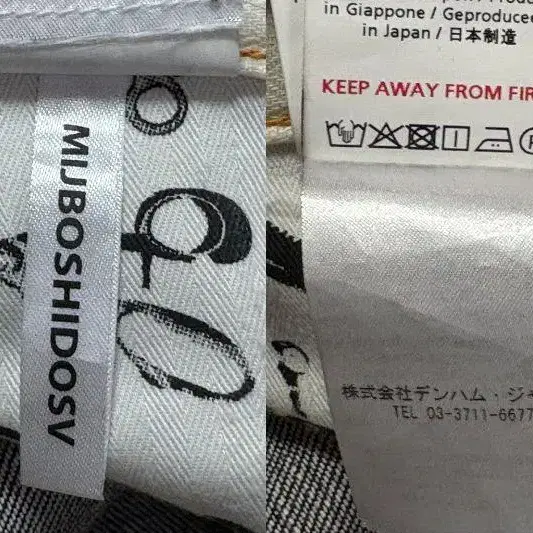 MIJBOSHIDOSV
in Giappone / Geproducee
in Japan / 日本制造
KEEP AWAY FROM FIR
株式会社デンハム・ジャ
TEL 03-3711-6677